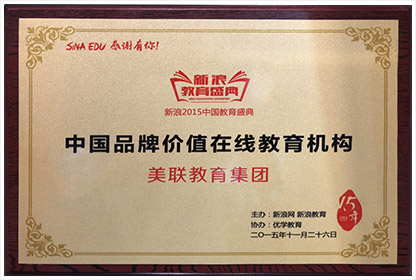 SINA EDU 感谢有你!
新浪
教育盛典
新浪2015中国教育盛典
中国品牌价值在线教育机构
美联教育集团
主办：新浪网 新浪教育
协办：优学教育
二〇一五年十一月二十六日
15年